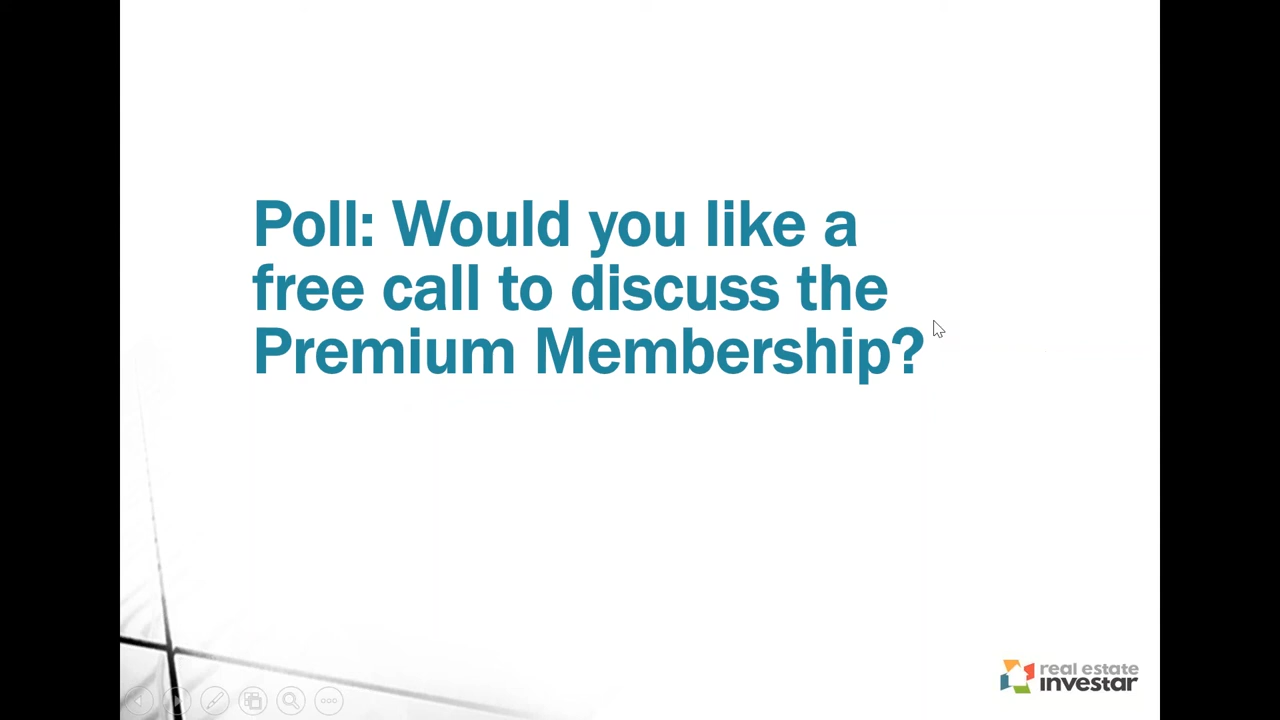 Poll: Would you like a
free call to discuss the
Premium Membership?
real estate
investar